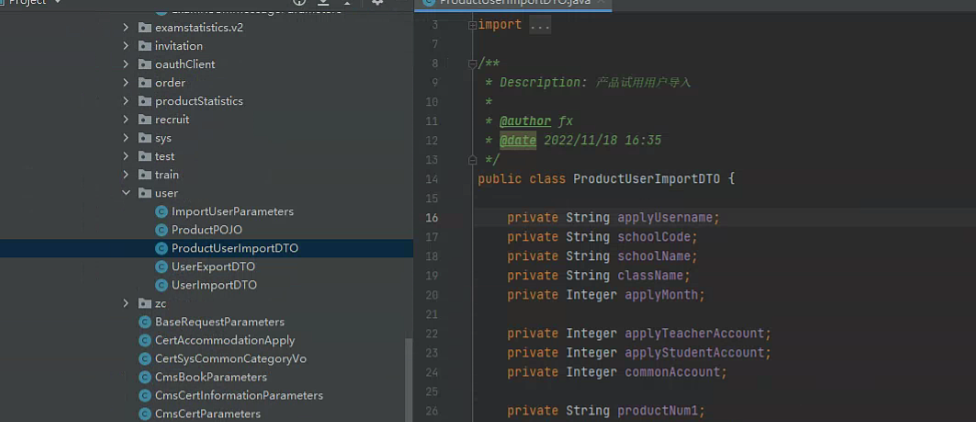 Project
ProductUserImportDTO.java
examstatistics.v2
invitation
oauthClient
order
productStatistics
recruit
sys
test
train
user
ImportUserParameters
ProductPOJO
ProductUserImportDTO
UserExportDTO
UserImportDTO
zc
BaseRequestParameters
CertAccommodationApply
CertSysCommonCategoryVo
CmsBookParameters
CmsCertInformationParameters
CmsCertParameters
3 import ...
7
8 /**
9 * Description: 产品试用用户导入
10 *
11 * @author fx
12 * @date 2022/11/18 16:35
13 */
14 public class ProductUserImportDTO {
15
16 private String applyUsername;
17 private String schoolCode;
18 private String schoolName;
19 private String className;
20 private Integer applyMonth;
21
22 private Integer applyTeacherAccount;
23 private Integer applyStudentAccount;
24 private Integer commonAccount;
25
26 private String productNum1;